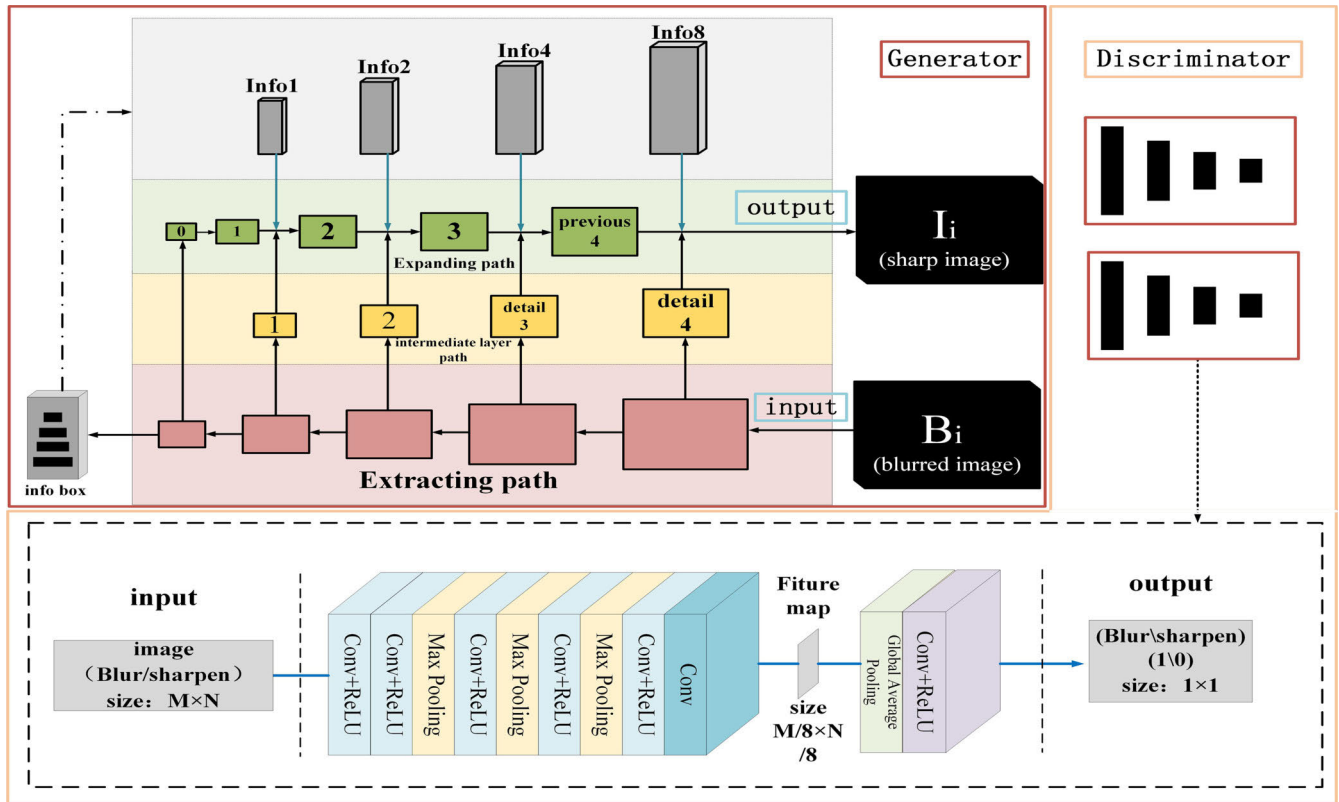 Generator
Discriminator
Info1
Info2
Info4
Info8
0
1
2
3
previous
4
Expanding path
output
Ii
(sharp image)
1
2
detail
3
detail
4
intermediate layer
path
input
Bi
(blurred image)
Extracting path
info box
input
image
（Blur/sharpen）
size：M×N
Conv+ReLU
Conv+ReLU
Max Pooling
Conv+ReLU
Max Pooling
Conv+ReLU
Max Pooling
Conv+ReLU
Conv
Fiture
map
size
M/8×N
/8
Global Average
Pooling
Conv+ReLU
output
(Blur\sharpen)
(1\0)
size：1×1